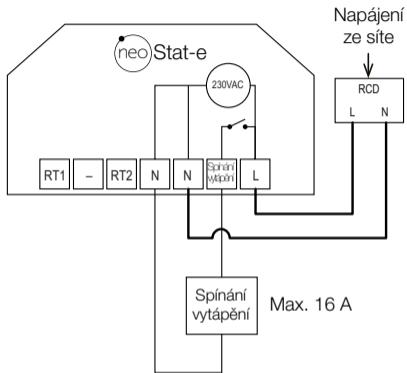 Napájení
ze síte
neo Stat-e
230VAC
RCD
L N
RT1 – RT2 N N Spínání vytápění L
Spínání
vytápění
Max. 16 A